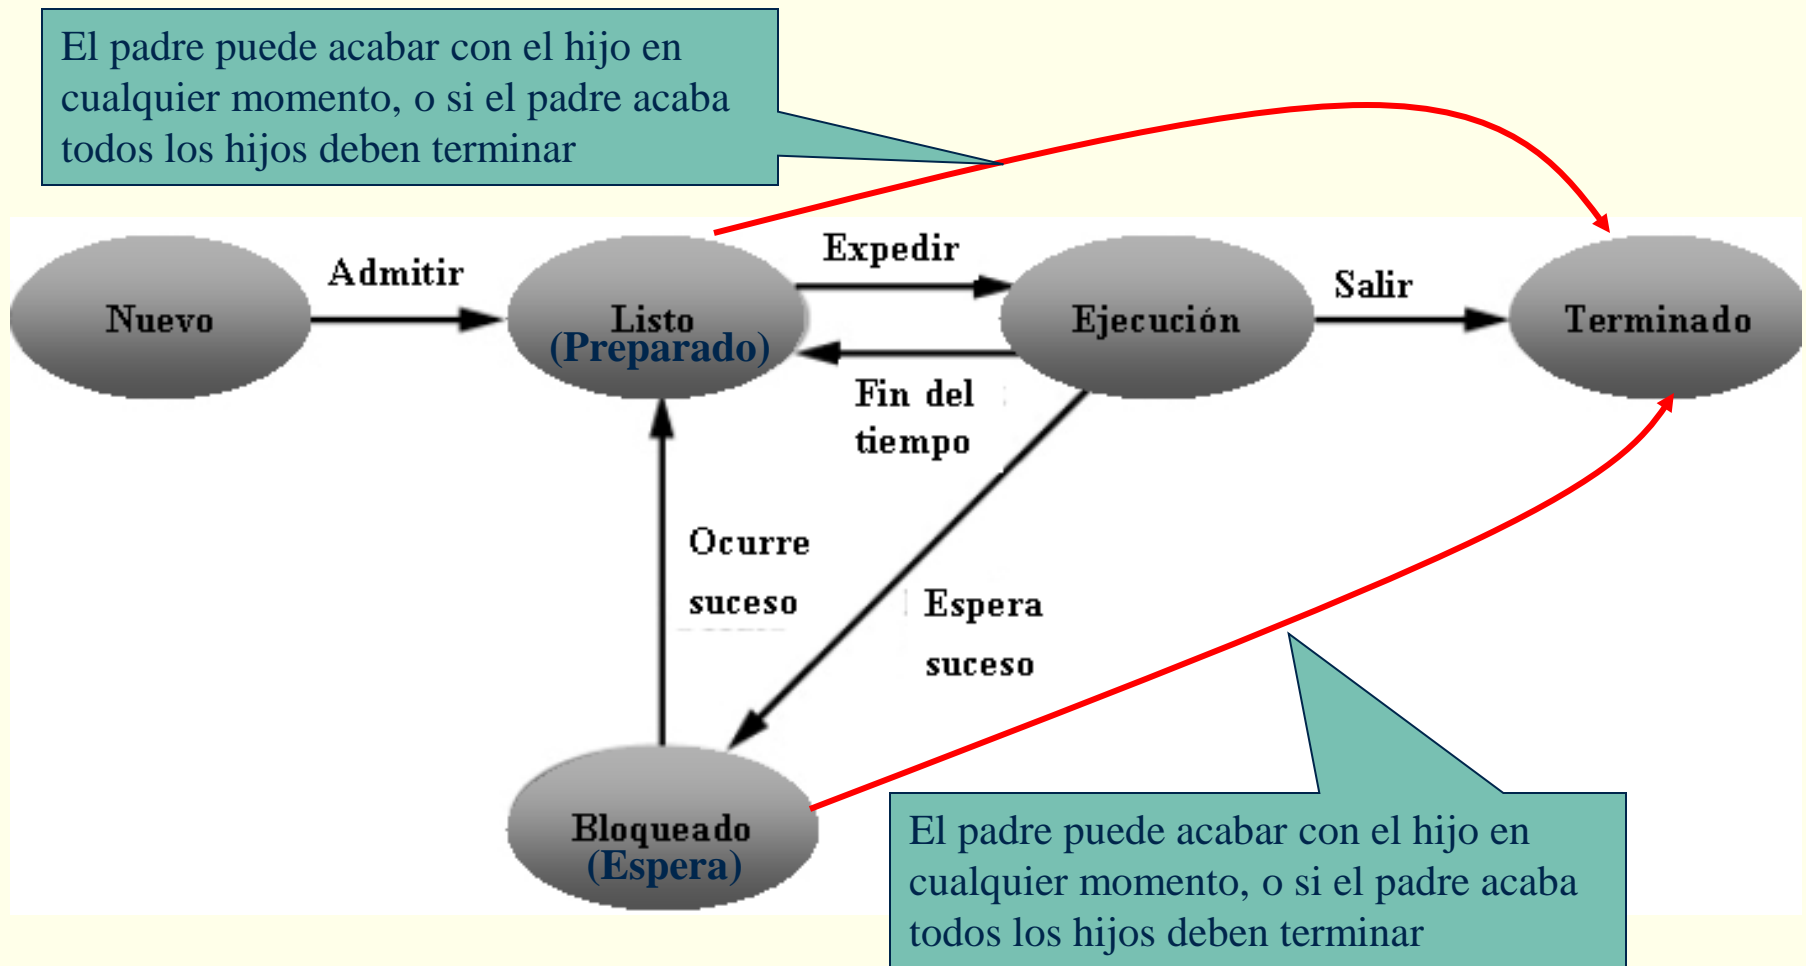 El padre puede acabar con el hijo en
cualquier momento, o si el padre acaba
todos los hijos deben terminar
Nuevo
Admitir
Listo
(Preparado)
Expedir
Fin del
tiempo
Ejecución
Salir
Terminado
Ocurre
suceso
Espera
suceso
Bloqueado
(Espera)
El padre puede acabar con el hijo en
cualquier momento, o si el padre acaba
todos los hijos deben terminar